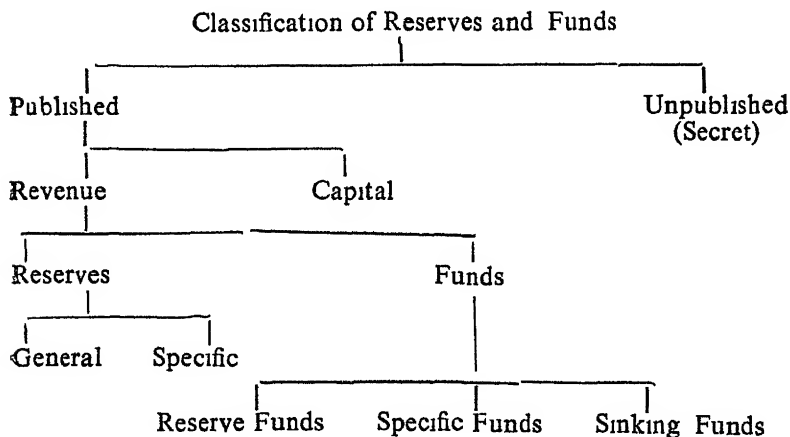 Classification of Reserves and Funds
Published Unpublished
(Secret)
Revenue Capital
Reserves Funds
General Specific
Reserve Funds Specific Funds Sinking Funds